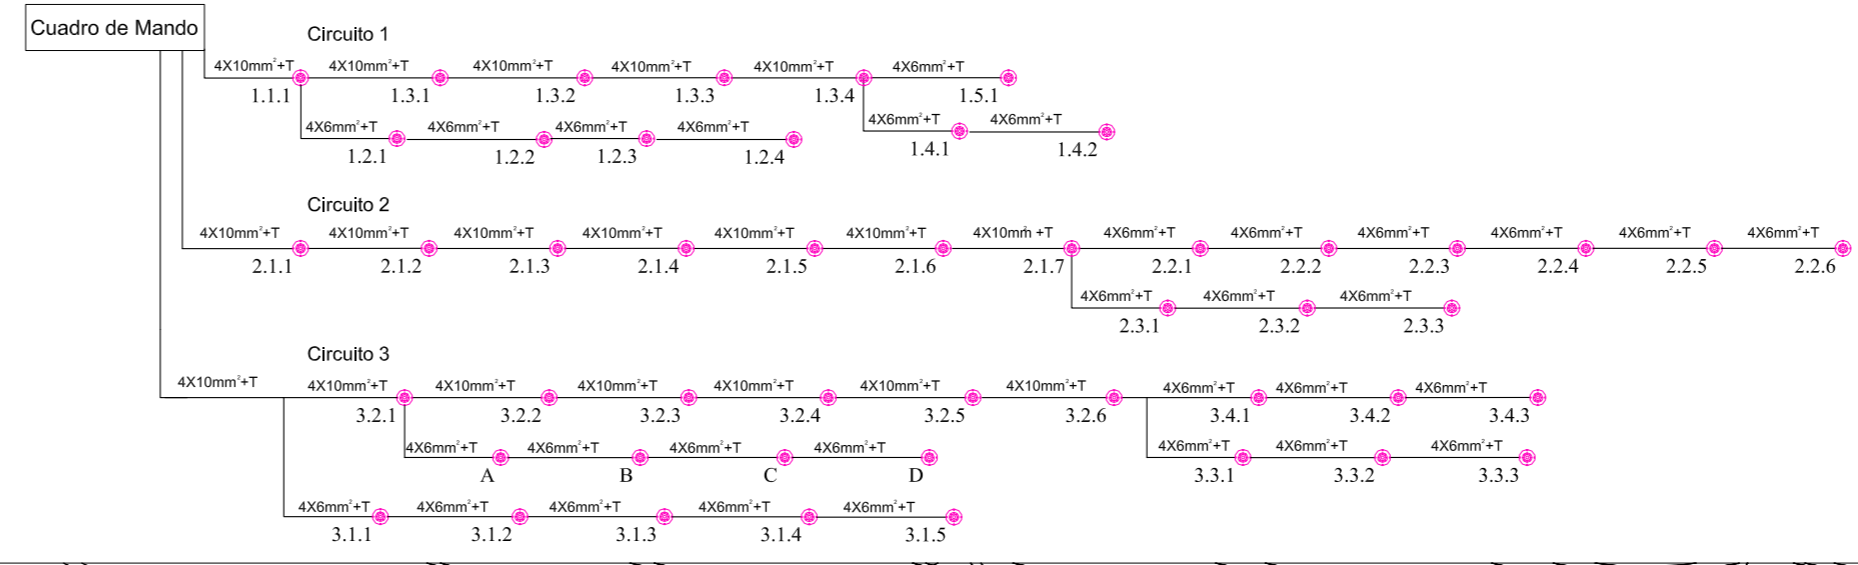 Cuadro de Mando
Circuito 1
4X10mm²+T 4X10mm²+T 4X10mm²+T 4X10mm²+T 4X10mm²+T 4X6mm²+T
1.1.1 1.3.1 1.3.2 1.3.3 1.3.4 1.5.1
4X6mm²+T 4X6mm²+T 4X6mm²+T 4X6mm²+T 4X6mm²+T 4X6mm²+T
1.2.1 1.2.2 1.2.3 1.2.4 1.4.1 1.4.2
Circuito 2
4X10mm²+T 4X10mm²+T 4X10mm²+T 4X10mm²+T 4X10mm²+T 4X10mm²+T 4X10mm² +T 4X6mm²+T 4X6mm²+T 4X6mm²+T 4X6mm²+T 4X6mm²+T 4X6mm²+T
2.1.1 2.1.2 2.1.3 2.1.4 2.1.5 2.1.6 2.1.7 2.2.1 2.2.2 2.2.3 2.2.4 2.2.5 2.2.6
4X6mm²+T 4X6mm²+T 4X6mm²+T
2.3.1 2.3.2 2.3.3
Circuito 3
4X10mm²+T 4X10mm²+T 4X10mm²+T 4X10mm²+T 4X10mm²+T 4X10mm²+T 4X10mm²+T 4X6mm²+T 4X6mm²+T 4X6mm²+T
3.2.1 3.2.2 3.2.3 3.2.4 3.2.5 3.2.6 3.4.1 3.4.2 3.4.3
4X6mm²+T 4X6mm²+T 4X6mm²+T 4X6mm²+T 4X6mm²+T 4X6mm²+T 4X6mm²+T
A B C D 3.3.1 3.3.2 3.3.3
4X6mm²+T 4X6mm²+T 4X6mm²+T 4X6mm²+T 4X6mm²+T
3.1.1 3.1.2 3.1.3 3.1.4 3.1.5